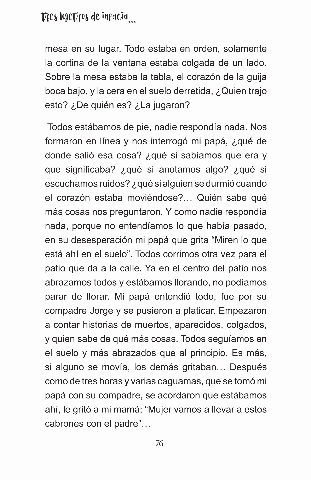 Tres bigotitos de infancia...
mesa en su lugar. Todo estaba en orden, solamente
la cortina de la ventana estaba colgada de un lado.
Sobre la mesa estaba la tabla, el corazón de la guija
boca bajo, y la cera en el suelo derretida, ¿Quien trajo
esto? ¿De quién es? ¿La jugaron?
Todos estábamos de pie, nadie respondía nada. Nos
formaron en línea y nos interrogó mi papá, ¿qué de
donde salió esa cosa? ¿qué si sabíamos que era y
que significaba? ¿qué si anotamos algo? ¿qué si
escuchamos ruidos? ¿qué si alguien se durmió cuando
el corazón estaba moviéndose?… Quién sabe qué
más cosas nos preguntaron. Y como nadie respondía
nada, porque no entendíamos lo que había pasado,
en su desesperación mi papá que grita “Miren lo que
está ahí en el suelo”. Todos corrimos otra vez para el
patio que da a la calle. Ya en el centro del patio nos
abrazamos todos y estábamos llorando, no podíamos
parar de llorar. Mi papá entendió todo, fue por su
compadre Jorge y se pusieron a platicar. Empezaron
a contar historias de muertos, aparecidos, colgados,
y quien sabe de qué más cosas. Todos seguíamos en
el suelo y más abrazados que al principio. Es más,
si alguno se movía, los demás gritaban… Después
como de tres horas y varias caguamas, que se tomó mi
papá con su compadre, se acordaron que estábamos
ahí, le gritó a mi mamá: “Mujer vamos a llevar a estos
cabrones con el padre”…
76